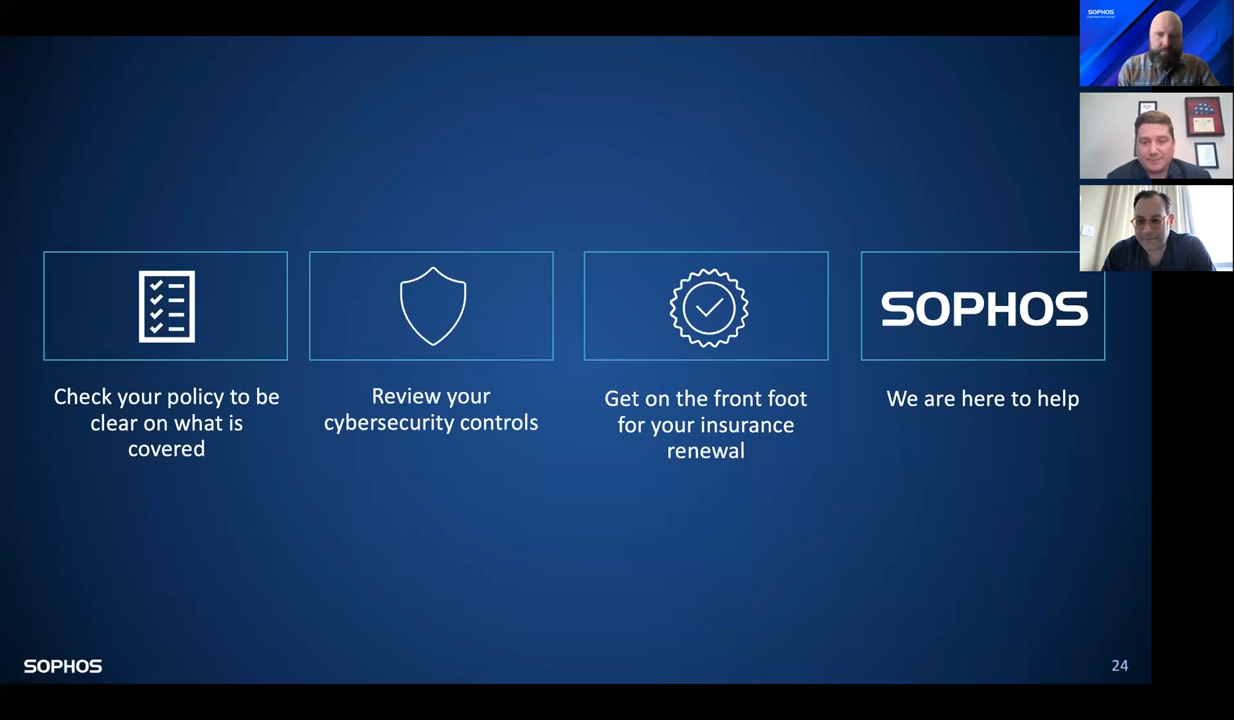 SOPHOS
SOPHOS
Check your policy to be
clear on what is
covered
Review your
cybersecurity controls
Get on the front foot
for your insurance
renewal
We are here to help
SOPHOS
24